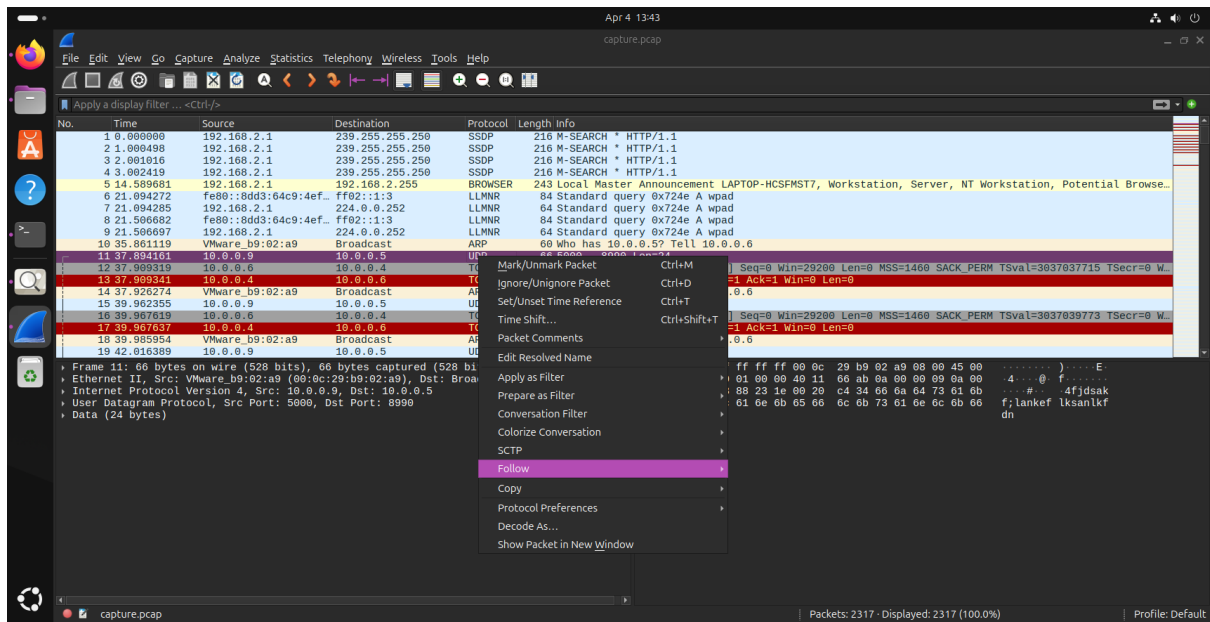 Apr 4 13:43
capture.pcap
File Edit View Go Capture Analyze Statistics Telephony Wireless Tools Help
Apply a display filter … <Ctrl-/>
No. Time Source Destination Protocol Length Info
1 0.000000 192.168.2.1 239.255.255.250 SSDP 216 M-SEARCH * HTTP/1.1
2 1.000498 192.168.2.1 239.255.255.250 SSDP 216 M-SEARCH * HTTP/1.1
3 2.001016 192.168.2.1 239.255.255.250 SSDP 216 M-SEARCH * HTTP/1.1
4 3.002419 192.168.2.1 239.255.255.250 SSDP 216 M-SEARCH * HTTP/1.1
5 14.589681 192.168.2.1 192.168.2.255 BROWSER 243 Local Master Announcement LAPTOP-HCSFMST7, Workstation, Server, NT Workstation, Potential Browse…
6 21.094272 fe80::8dd3:64c9:4ef… ff02::1:3 LLMNR 84 Standard query 0x724e A wpad
7 21.094285 192.168.2.1 224.0.0.252 LLMNR 64 Standard query 0x724e A wpad
8 21.506682 fe80::8dd3:64c9:4ef… ff02::1:3 LLMNR 84 Standard query 0x724e A wpad
9 21.506697 192.168.2.1 224.0.0.252 LLMNR 64 Standard query 0x724e A wpad
10 35.861119 VMware_b9:02:a9 Broadcast ARP 60 Who has 10.0.0.5? Tell 10.0.0.6
11 37.894161 10.0.0.9 10.0.0.5 UDP 66 5000 8990 Len=24
12 37.909319 10.0.0.6 10.0.0.4 TC ] Seq=0 Win=29200 Len=0 MSS=1460 SACK_PERM TSval=3037037715 TSecr=0 W…
13 37.909341 10.0.0.4 10.0.0.6 TC =1 Ack=1 Win=0 Len=0
14 37.926274 VMware_b9:02:a9 Broadcast AR .0.6
15 39.962355 10.0.0.9 10.0.0.5 UD
16 39.967619 10.0.0.6 10.0.0.4 TC ] Seq=0 Win=29200 Len=0 MSS=1460 SACK_PERM TSval=3037039773 TSecr=0 W…
17 39.967637 10.0.0.4 10.0.0.6 TC =1 Ack=1 Win=0 Len=0
18 39.985954 VMware_b9:02:a9 Broadcast AR .0.6
19 42.016389 10.0.0.9 10.0.0.5 UD
Mark/Unmark Packet Ctrl+M
Ignore/Unignore Packet Ctrl+D
Set/Unset Time Reference Ctrl+T
Time Shift… Ctrl+Shift+T
Packet Comments
Edit Resolved Name
Apply as Filter
Prepare as Filter
Conversation Filter
Colorize Conversation
SCTP
Follow
Copy
Protocol Preferences
Decode As…
Show Packet in New Window
Frame 11: 66 bytes on wire (528 bits), 66 bytes captured (528 bi
Ethernet II, Src: VMware_b9:02:a9 (00:0c:29:b9:02:a9), Dst: Broa
Internet Protocol Version 4, Src: 10.0.0.9, Dst: 10.0.0.5
User Datagram Protocol, Src Port: 5000, Dst Port: 8990
Data (24 bytes)
ff ff ff 00 0c 29 b9 02 a9 08 00 45 00 ········ )·····E·
01 00 00 40 11 66 ab 0a 00 00 09 0a 00 ·4····@· f·······
88 23 1e 00 20 c4 34 66 6a 64 73 61 6b ····#·· ·4fjdsak
61 6e 6b 65 66 6c 6b 73 61 6e 6c 6b 66 f;lankef lksanlkf
dn
capture.pcap
Packets: 2317 · Displayed: 2317 (100.0%)
Profile: Default